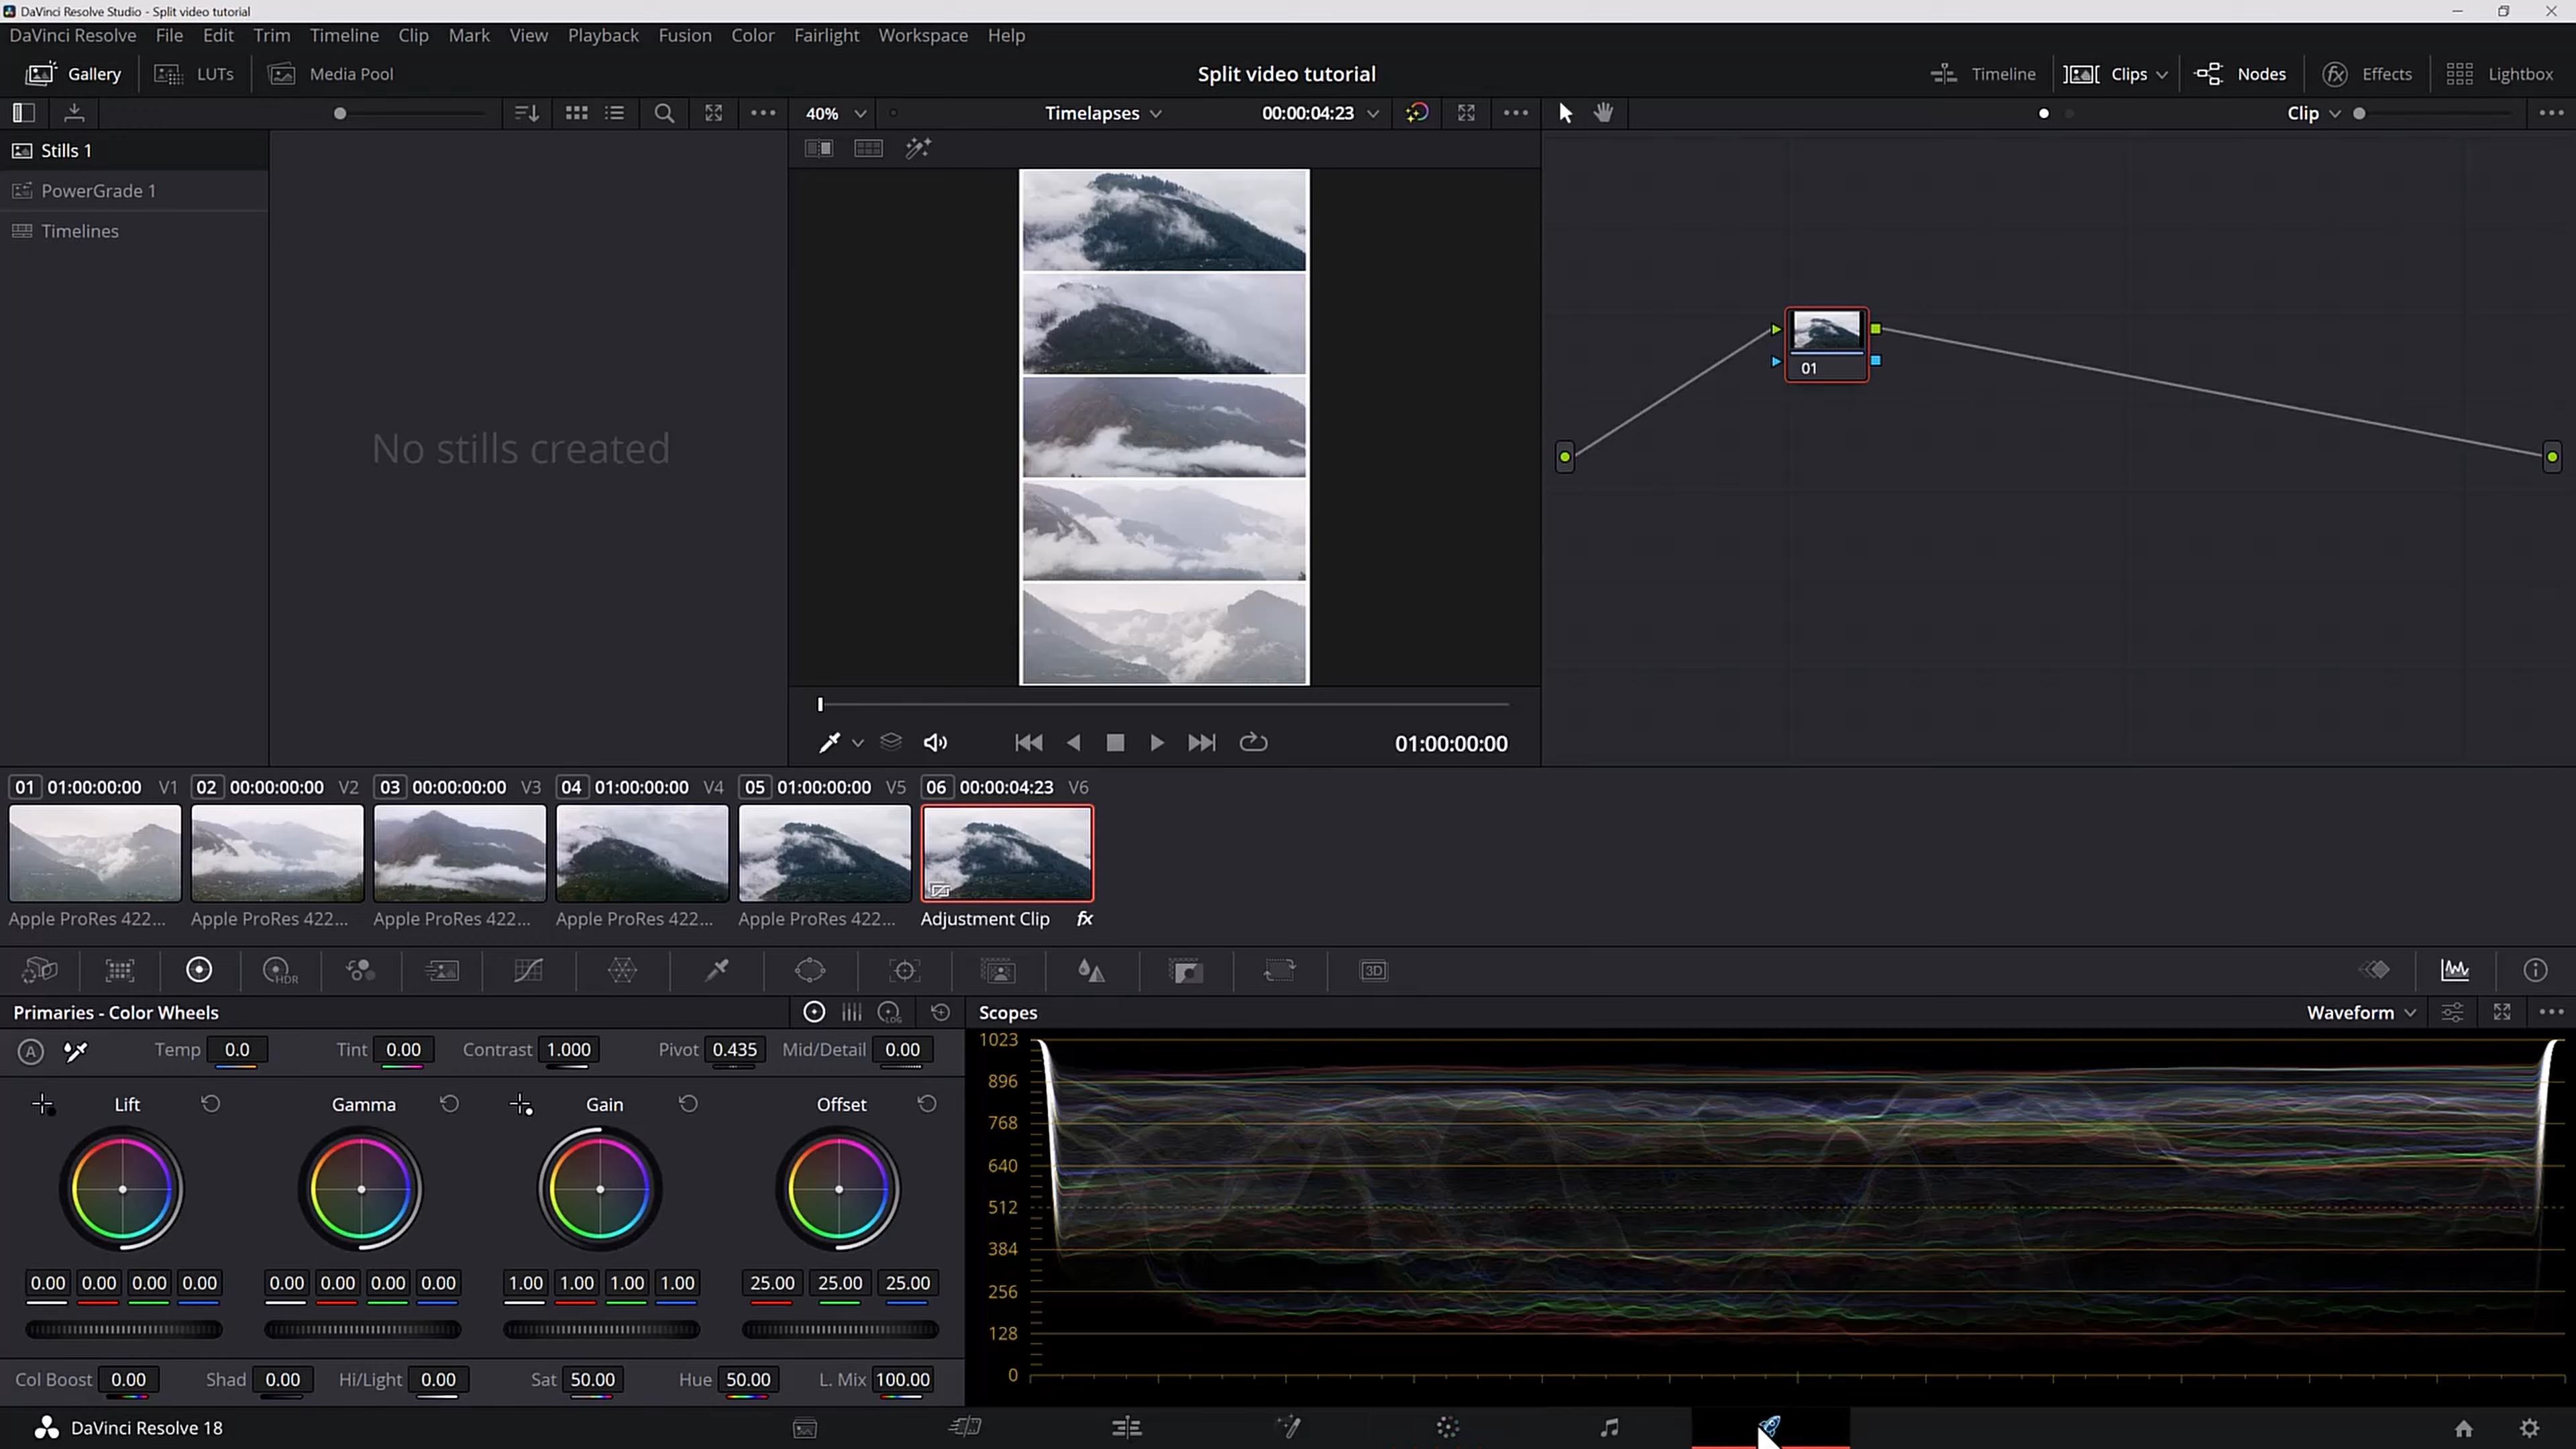 DaVinci Resolve Studio - Split video tutorial
DaVinci Resolve File Edit Trim Timeline Clip Mark View Playback Fusion Color Fairlight Workspace Help
Gallery LUTs Media Pool Split video tutorial Timeline Clips Nodes Effects Lightbox
40% Timelapses 00:00:04:23 Clip
Stills 1
PowerGrade 1
Timelines
No stills created
01
01:00:00:00
01 01:00:00:00 V1 02 00:00:00:00 V2 03 00:00:00:00 V3 04 01:00:00:00 V4 05 01:00:00:00 V5 06 00:00:04:23 V6
Apple ProRes 422... Apple ProRes 422... Apple ProRes 422... Apple ProRes 422... Apple ProRes 422... Adjustment Clip fx
HDR 3D
Primaries - Color Wheels LOG Scopes Waveform
A Temp 0.0 Tint 0.00 Contrast 1.000 Pivot 0.435 Mid/Detail 0.00
Lift Gamma Gain Offset
0.00 0.00 0.00 0.00 0.00 0.00 0.00 0.00 1.00 1.00 1.00 1.00 25.00 25.00 25.00
Col Boost 0.00 Shad 0.00 Hi/Light 0.00 Sat 50.00 Hue 50.00 L. Mix 100.00
1023
896
768
640
512
384
256
128
0
DaVinci Resolve 18